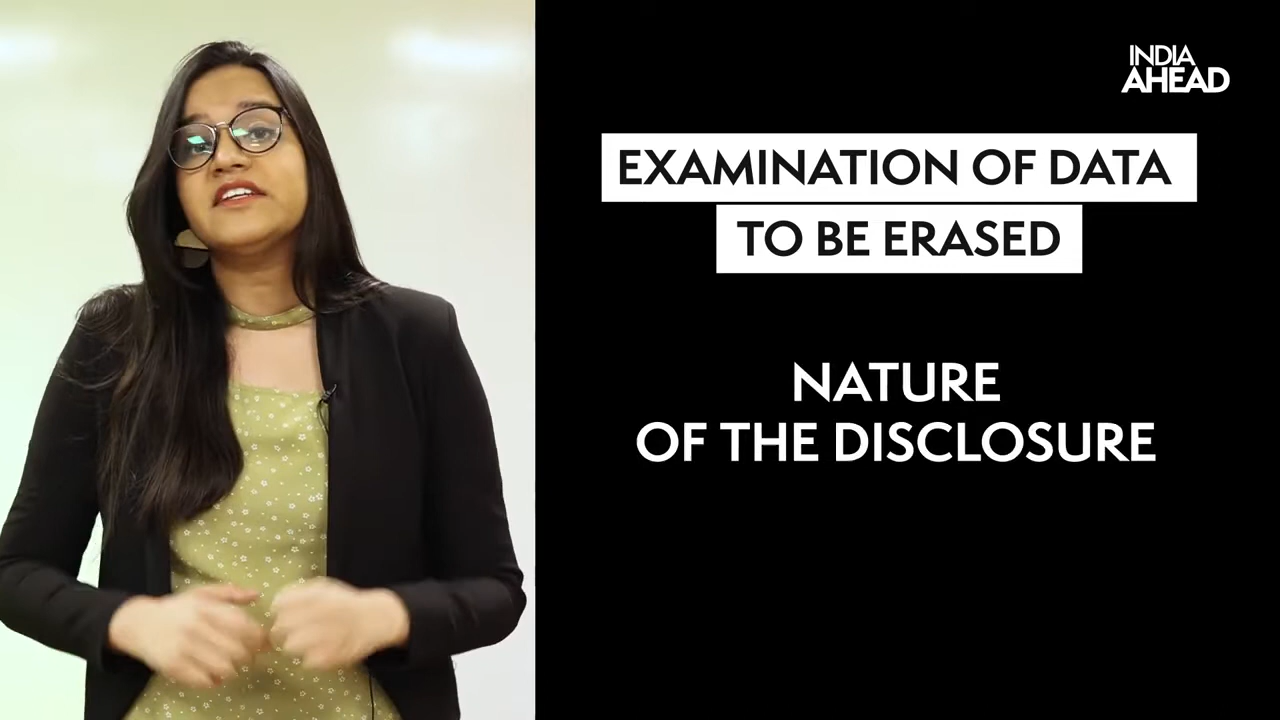 INDIA
AHEAD
EXAMINATION OF DATA
TO BE ERASED
NATURE
OF THE DISCLOSURE